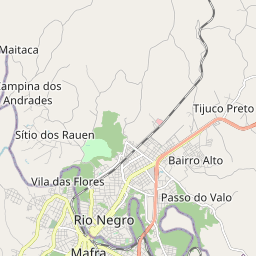 Maitaca
Campina dos
Andrades
Tijuco Preto
Sítio dos Rauen
Bairro Alto
Vila das Flores
Passo do Valo
Rio Negro
Mafra